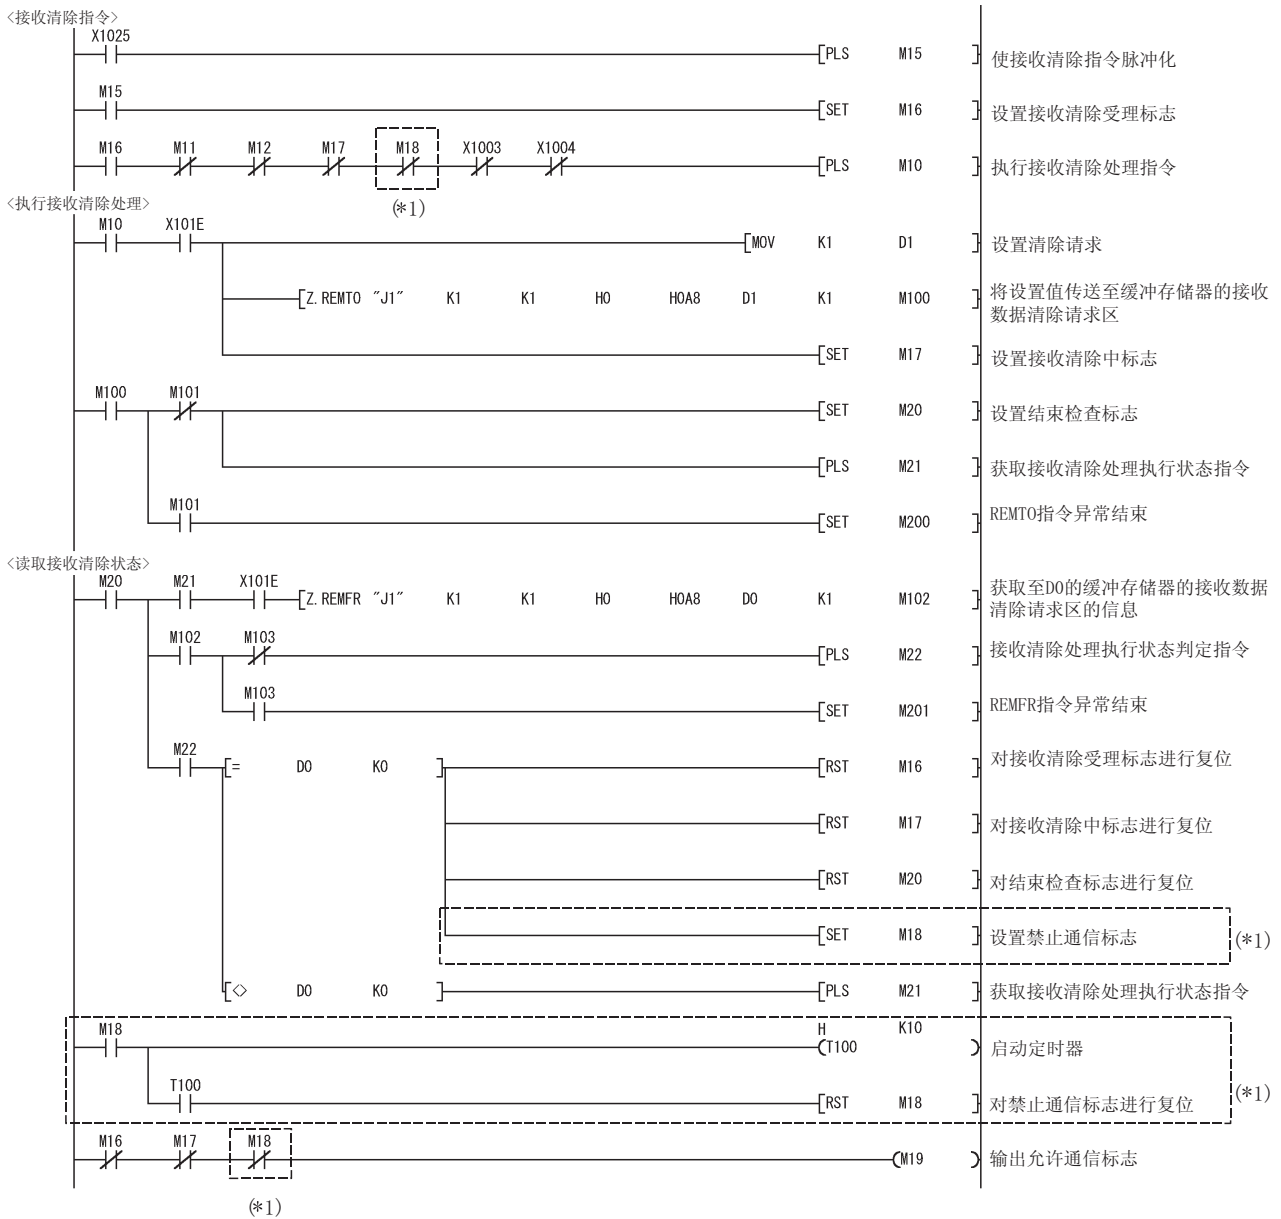 <接收清除指令>
X1025
PLS M15 使接收清除指令脉冲化
M15
SET M16 设置接收清除受理标志
M16 M11 M12 M17 M18 X1003 X1004
PLS M10 执行接收清除处理指令
(*1)
<执行接收清除处理>
M10 X101E
MOV K1 D1 设置清除请求
Z.REMTO "J1" K1 K1 H0 H0A8 D1 K1 M100 将设置值传送至缓冲存储器的接收
数据清除请求区
SET M17 设置接收清除中标志
M100 M101
SET M20 设置结束检查标志
PLS M21 获取接收清除处理执行状态指令
M101
SET M200 REMTO指令异常结束
<读取接收清除状态>
M20 M21 X101E
Z.REMFR "J1" K1 K1 H0 H0A8 D0 K1 M102 获取至D0的缓冲存储器的接收数据
清除请求区的信息
M102 M103
PLS M22 接收清除处理执行状态判定指令
M103
SET M201 REMFR指令异常结束
M22
= D0 K0 RST M16 对接收清除受理标志进行复位
RST M17 对接收清除中标志进行复位
RST M20 对结束检查标志进行复位
SET M18 设置禁止通信标志 (*1)
<> D0 K0 PLS M21 获取接收清除处理执行状态指令
M18 H K10
T100 启动定时器
T100 (*1)
RST M18 对禁止通信标志进行复位
M16 M17 M18
M19 输出允许通信标志
(*1)